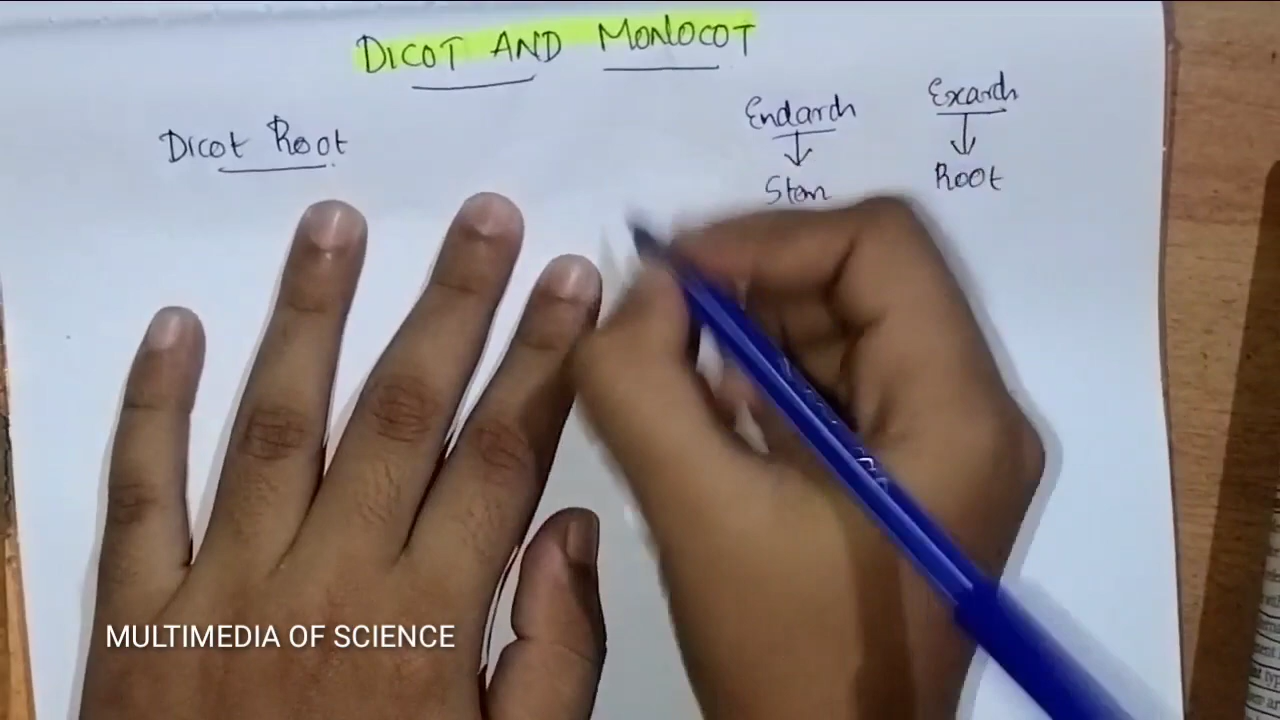 DICOT AND MONOCOT
Dicot Root
Endarch
Exarch
Stem
Root
MULTIMEDIA OF SCIENCE